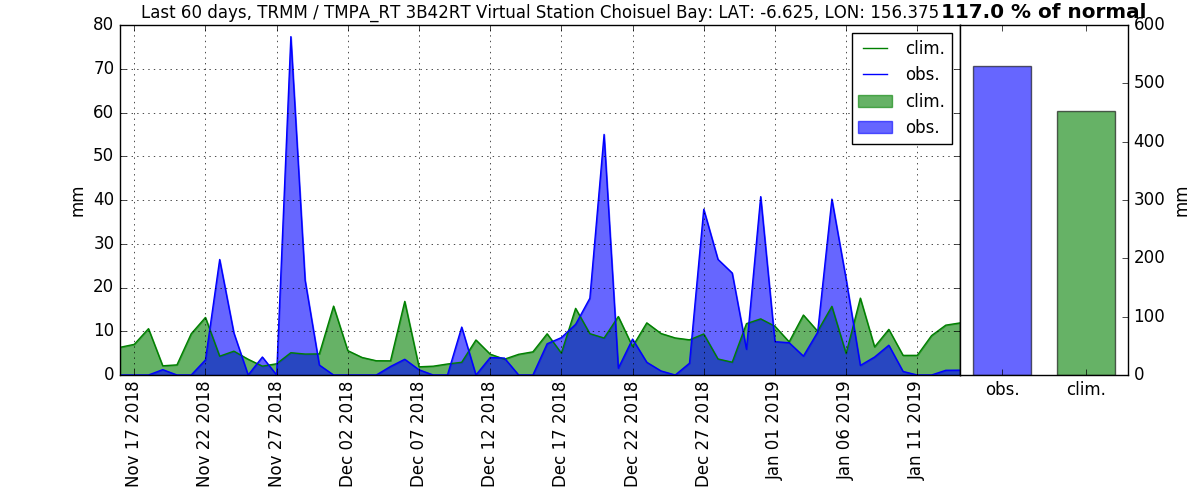 Last 60 days, TRMM / TMPA_RT 3B42RT Virtual Station Choisuel Bay: LAT: -6.625, LON: 156.375
117.0 % of normal
80
70
60
50
40
30
20
10
0
mm
clim.
obs.
clim.
obs.
Nov 17 2018
Nov 22 2018
Nov 27 2018
Dec 02 2018
Dec 07 2018
Dec 12 2018
Dec 17 2018
Dec 22 2018
Dec 27 2018
Jan 01 2019
Jan 06 2019
Jan 11 2019
600
500
400
300
200
100
0
mm
obs.
clim.